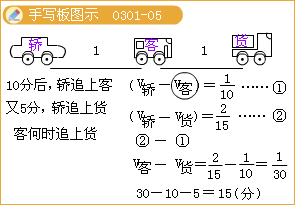 手写板图示 0301-05
轿 1 客 1 货
10分后，轿追上客
又5分，轿追上货
客何时追上货
(V轿－V客)＝1/10 …… ①
(V轿－V货)＝2/15 …… ②
②－①
V客－V货＝2/15－1/10＝1/30
30－10－5＝15(分)